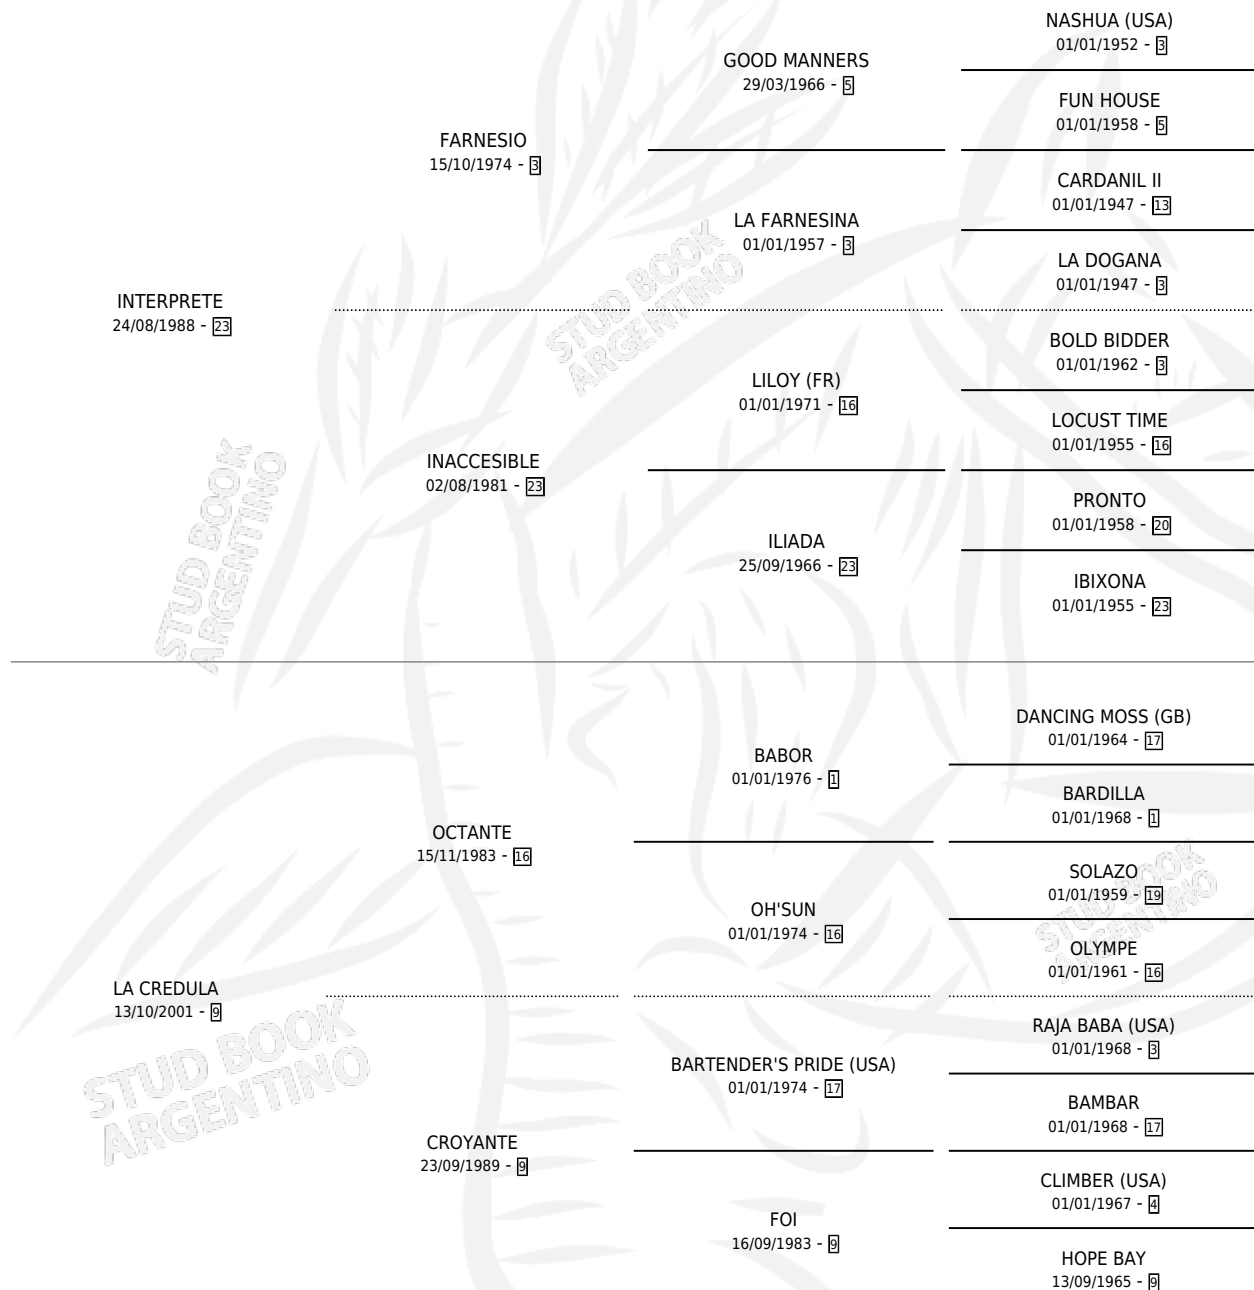 NASHUA (USA)
01/01/1952 - 3
GOOD MANNERS
29/03/1966 - 5
FUN HOUSE
01/01/1958 - 5
FARNESIO
15/10/1974 - 3
CARDANIL II
01/01/1947 - 13
LA FARNESINA
01/01/1957 - 3
LA DOGANA
01/01/1947 - 3
INTERPRETE
24/08/1988 - 23
BOLD BIDDER
01/01/1962 - 3
LILOY (FR)
01/01/1971 - 16
LOCUST TIME
01/01/1955 - 16
INACCESIBLE
02/08/1981 - 23
PRONTO
01/01/1958 - 20
ILIADA
25/09/1966 - 23
IBIXONA
01/01/1955 - 23
STUD BOOK
ARGENTINO
STUD BOOK
ARGENTINO
DANCING MOSS (GB)
01/01/1964 - 17
BABOR
01/01/1976 - 1
BARDILLA
01/01/1968 - 1
OCTANTE
15/11/1983 - 16
SOLAZO
01/01/1959 - 19
OH'SUN
01/01/1974 - 16
OLYMPE
01/01/1961 - 16
LA CREDULA
13/10/2001 - 9
RAJA BABA (USA)
01/01/1968 - 3
BARTENDER'S PRIDE (USA)
01/01/1974 - 17
BAMBAR
01/01/1968 - 17
CROYANTE
23/09/1989 - 9
CLIMBER (USA)
01/01/1967 - 4
FOI
16/09/1983 - 9
HOPE BAY
13/09/1965 - 9
STUD BOOK
ARGENTINO
STUD BOOK
ARGENTINO